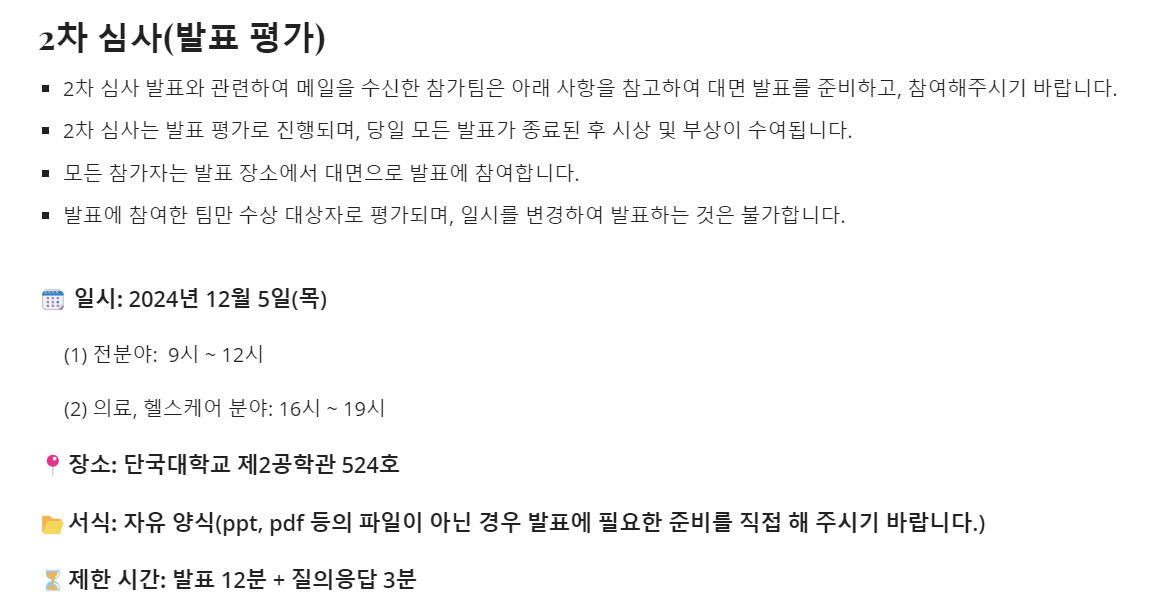 2차 심사(발표 평가)
▪ 2차 심사 발표와 관련하여 메일을 수신한 참가팀은 아래 사항을 참고하여 대면 발표를 준비하고, 참여해주시기 바랍니다.
▪ 2차 심사는 발표 평가로 진행되며, 당일 모든 발표가 종료된 후 시상 및 부상이 수여됩니다.
▪ 모든 참가자는 발표 장소에서 대면으로 발표에 참여합니다.
▪ 발표에 참여한 팀만 수상 대상자로 평가되며, 일시를 변경하여 발표하는 것은 불가합니다.
🗓️ 일시: 2024년 12월 5일(목)
(1) 전분야:  9시 ~ 12시
(2) 의료, 헬스케어 분야: 16시 ~ 19시
📍 장소: 단국대학교 제2공학관 524호
📂 서식: 자유 양식(ppt, pdf 등의 파일이 아닌 경우 발표에 필요한 준비를 직접 해 주시기 바랍니다.)
⏳ 제한 시간: 발표 12분 + 질의응답 3분